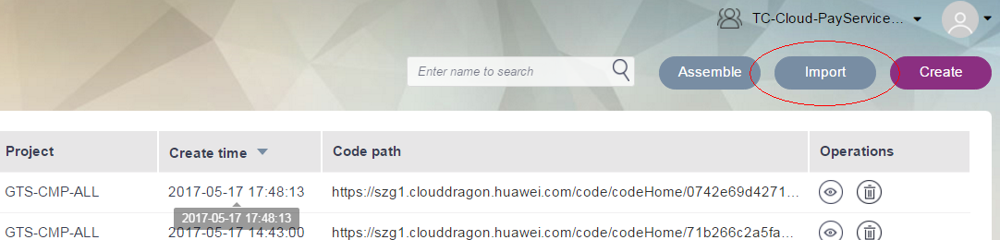 TC-Cloud-PayService...
Enter name to search
Assemble
Import
Create
Project
Create time
Code path
Operations
GTS-CMP-ALL
2017-05-17 17:48:13
https://szg1.clouddragon.huawei.com/code/codeHome/0742e69d4271...
2017-05-17 17:48:13
GTS-CMP-ALL
2017-05-17 14:43:00
https://szg1.clouddragon.huawei.com/code/codeHome/71b266c2a5fa...